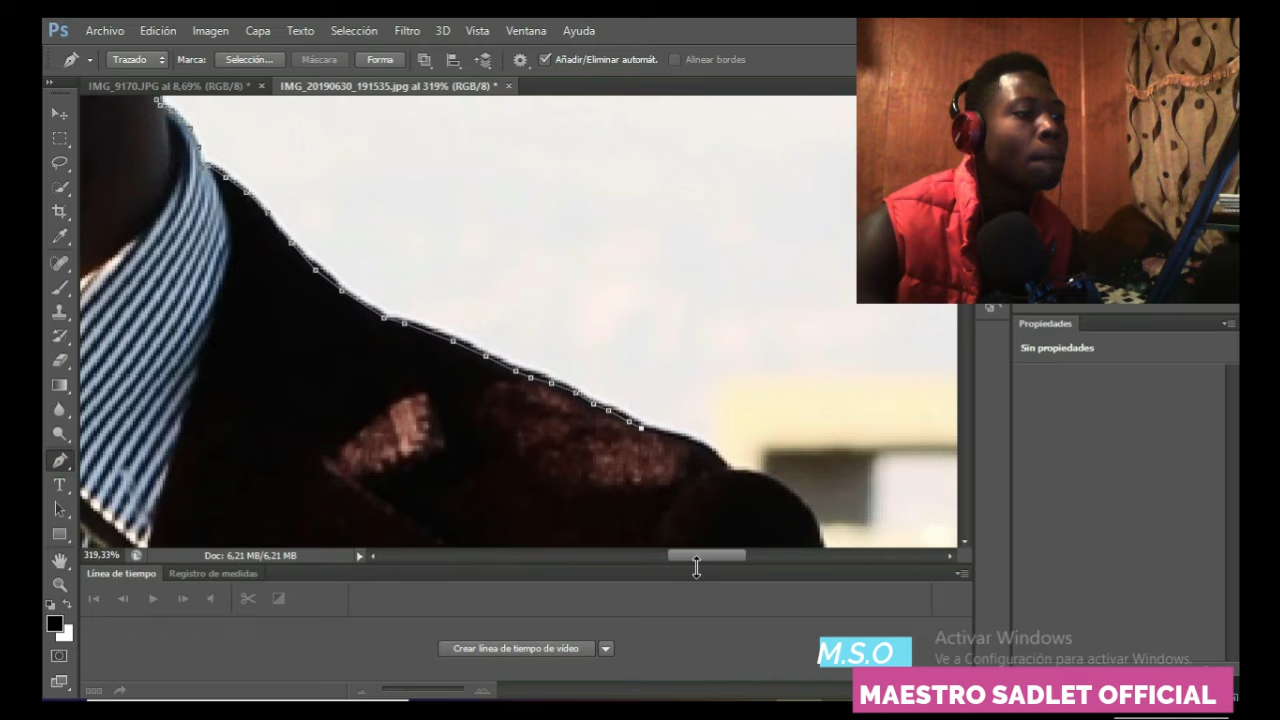 Ps Archivo Edición Imagen Capa Texto Selección Filtro 3D Vista Ventana Ayuda
Trazado Marca: Selección... Máscara Forma Añadir/Eliminar automát. Alinear bordes
IMG_9170.JPG al 8,69% (RGB/8) * × IMG_20190630_191535.jpg al 319% (RGB/8) * ×
Propiedades
Sin propiedades
T
319,33% Doc: 6,21 MB/6,21 MB
Línea de tiempo Registro de medidas
Crear línea de tiempo de vídeo
M.S.O
Activar Windows
Ve a Configuración para activar Windows.
MAESTRO SADLET OFFICIAL